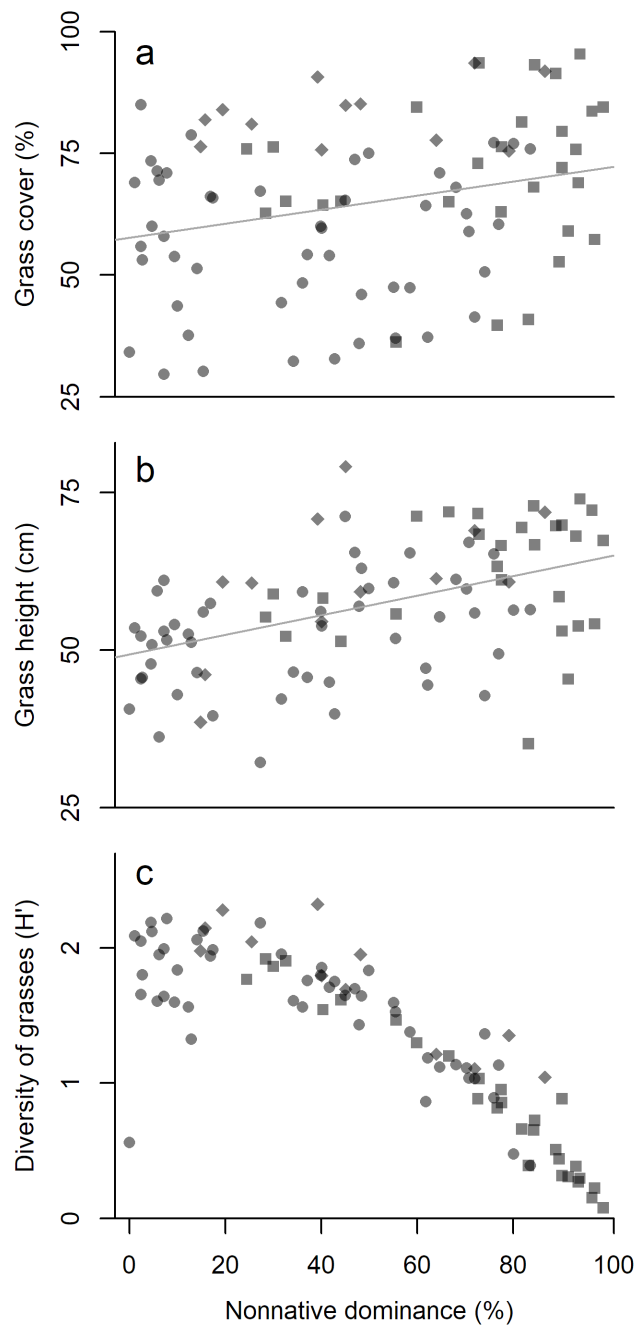 a
100
75
50
25
Grass cover (%)
b
75
50
25
Grass height (cm)
c
2
1
0
Diversity of grasses (H')
0 20 40 60 80 100
Nonnative dominance (%)